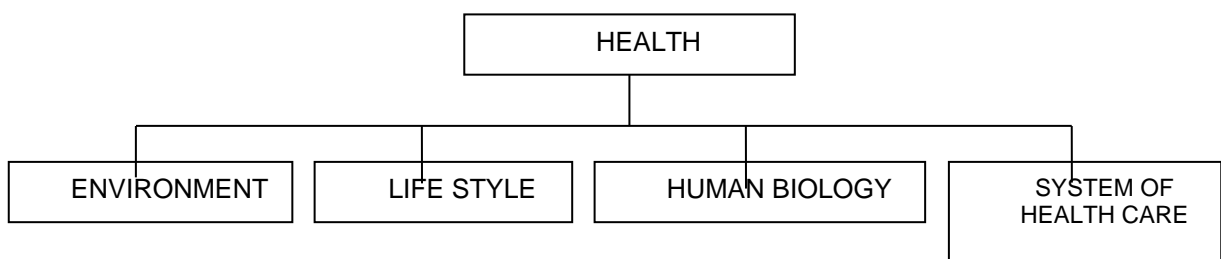 HEALTH
ENVIRONMENT
LIFE STYLE
HUMAN BIOLOGY
SYSTEM OF
HEALTH CARE